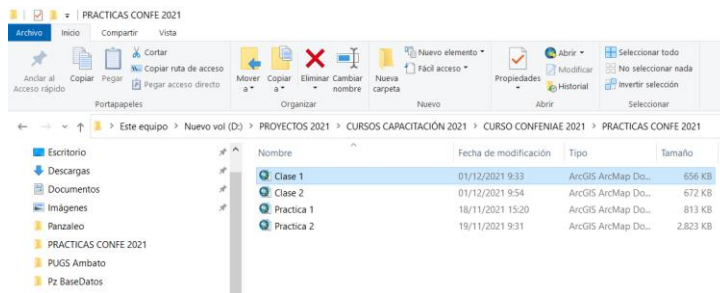 PRACTICAS CONFE 2021
Archivo Inicio Compartir Vista
Anclar al Acceso rápido
Copiar
Pegar
Cortar
Copiar ruta de acceso
Pegar acceso directo
Mover a
Copiar a
Eliminar
Cambiar nombre
Nueva carpeta
Nuevo elemento
Fácil acceso
Propiedades
Abrir
Modificar
Historial
Seleccionar todo
No seleccionar nada
Invertir selección
Portapapeles Organizar Nuevo Abrir Seleccionar
Este equipo > Nuevo vol (D:) > PROYECTOS 2021 > CURSOS CAPACITACIÓN 2021 > CURSO CONFENIAE 2021 > PRACTICAS CONFE 2021
Escritorio
Descargas
Documentos
Imágenes
Panzaleo
PRACTICAS CONFE 2021
PUGS Ambato
Pz BaseDatos
Nombre Fecha de modificación Tipo Tamaño
Clase 1 01/12/2021 9:33 ArcGIS ArcMap Do... 656 KB
Clase 2 01/12/2021 9:54 ArcGIS ArcMap Do... 672 KB
Practica 1 18/11/2021 15:20 ArcGIS ArcMap Do... 813 KB
Practica 2 19/11/2021 9:31 ArcGIS ArcMap Do... 2.823 KB